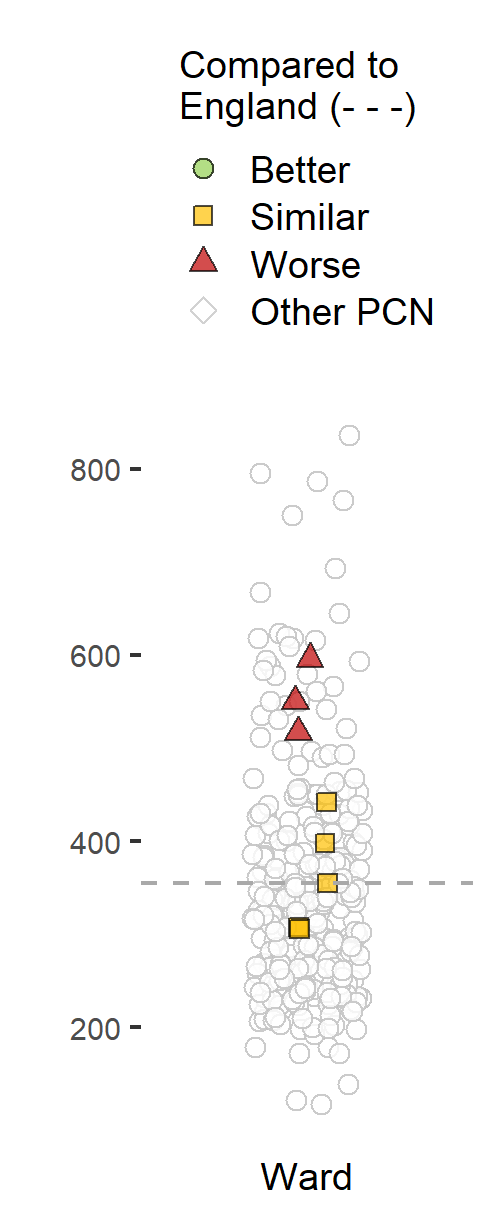 Compared to
England (- - -)
Better
Similar
Worse
Other PCN
800
600
400
200
Ward